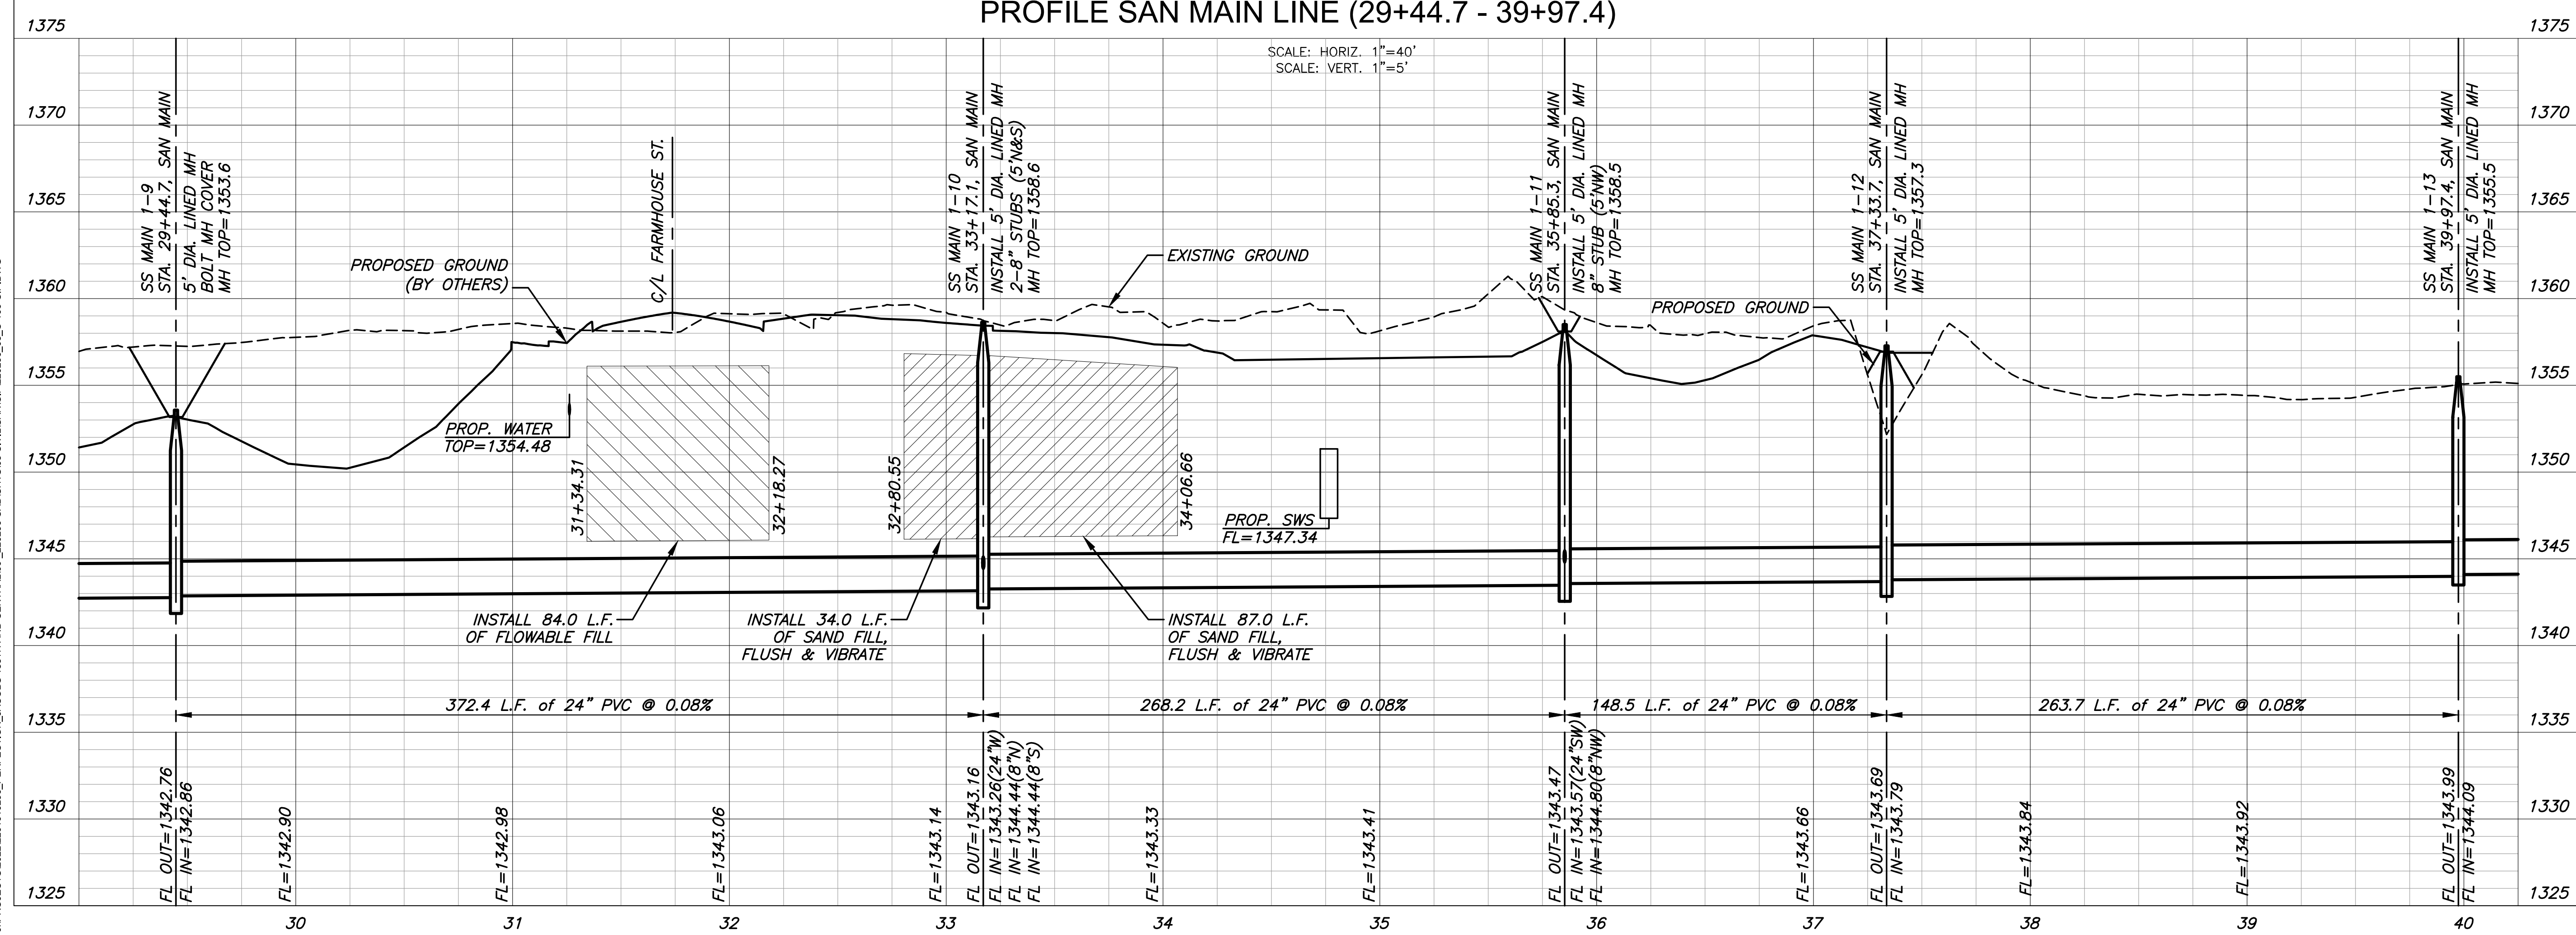 PROFILE SAN MAIN LINE (29+44.7 - 39+97.4)
SCALE: HORIZ. 1"=40'
SCALE: VERT. 1"=5'
1375
1370
1365
1360
1355
1350
1345
1340
1335
1330
1325
1375
1370
1365
1360
1355
1350
1345
1340
1335
1330
1325
SS MAIN 1-9
STA. 29+44.7, SAN MAIN
5' DIA. LINED MH
BOLT MH COVER
MH TOP=1353.6
PROPOSED GROUND
(BY OTHERS)
C/L FARMHOUSE ST.
SS MAIN 1-10
STA. 33+17.1, SAN MAIN
INSTALL 5' DIA. LINED MH
2-8" STUBS (5'N&S)
MH TOP=1358.6
EXISTING GROUND
SS MAIN 1-11
STA. 35+85.3, SAN MAIN
INSTALL 5' DIA. LINED MH
8" STUB (5'NW)
MH TOP=1358.5
PROPOSED GROUND
SS MAIN 1-12
STA. 37+33.7, SAN MAIN
INSTALL 5' DIA. LINED MH
MH TOP=1357.3
SS MAIN 1-13
STA. 39+97.4, SAN MAIN
INSTALL 5' DIA. LINED MH
MH TOP=1355.5
PROP. WATER
TOP=1354.48
31+34.31
32+18.27
32+80.55
34+06.66
PROP. SWS
FL=1347.34
INSTALL 84.0 L.F.
OF FLOWABLE FILL
INSTALL 34.0 L.F.
OF SAND FILL,
FLUSH & VIBRATE
INSTALL 87.0 L.F.
OF SAND FILL,
FLUSH & VIBRATE
372.4 L.F. of 24" PVC @ 0.08%
268.2 L.F. of 24" PVC @ 0.08%
148.5 L.F. of 24" PVC @ 0.08%
263.7 L.F. of 24" PVC @ 0.08%
FL OUT=1342.76
FL IN=1342.86
FL=1342.90
FL=1342.98
FL=1343.06
FL=1343.14
FL OUT=1343.16
FL IN=1343.26(24"W)
FL IN=1344.44(8"N)
FL IN=1344.44(8"S)
FL=1343.33
FL=1343.41
FL OUT=1343.47
FL IN=1343.57(24"SW)
FL IN=1344.80(8"NW)
FL=1343.66
FL OUT=1343.69
FL IN=1343.79
FL=1343.84
FL=1343.92
FL OUT=1343.99
FL IN=1344.09
30
31
32
33
34
35
36
37
38
39
40